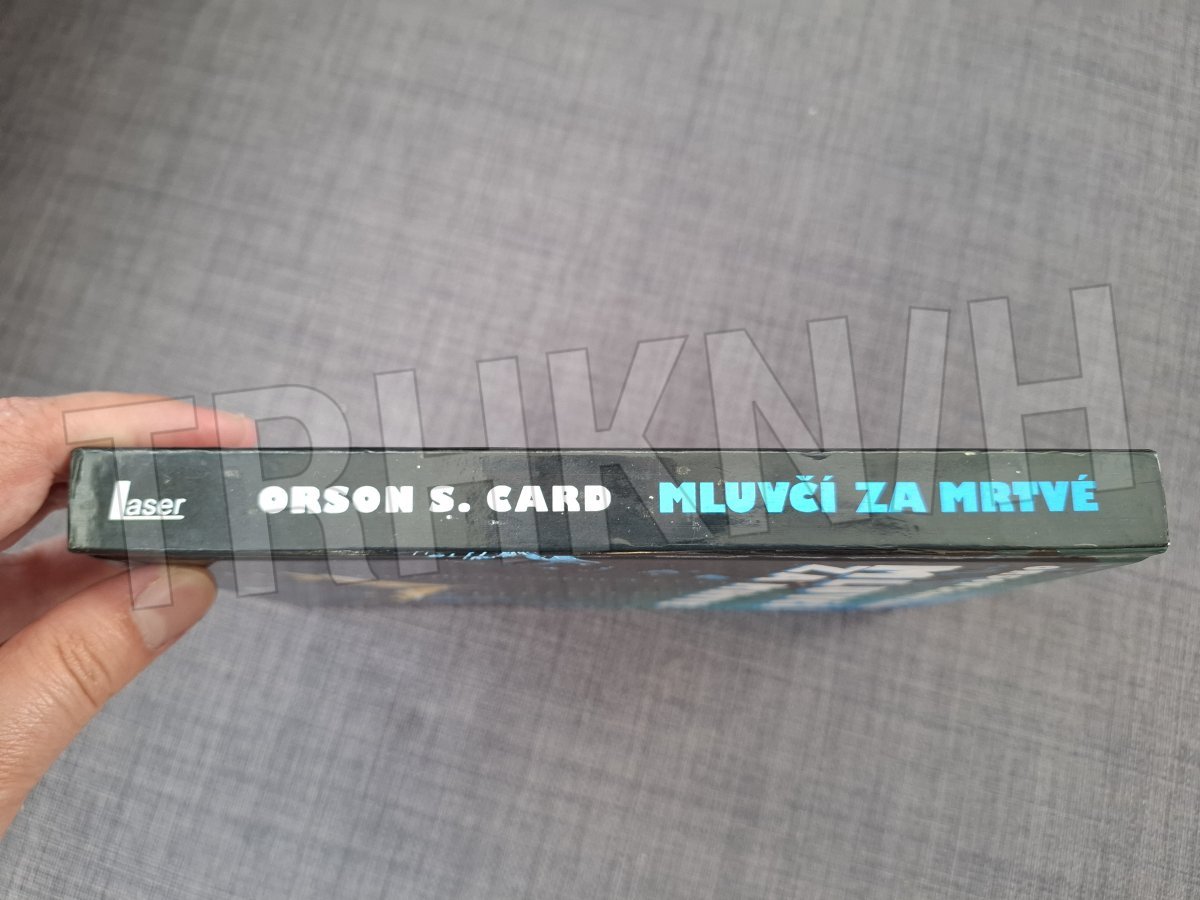 TRHKNIH
laser ORSON S. CARD MLUVČÍ ZA MRTVÉ